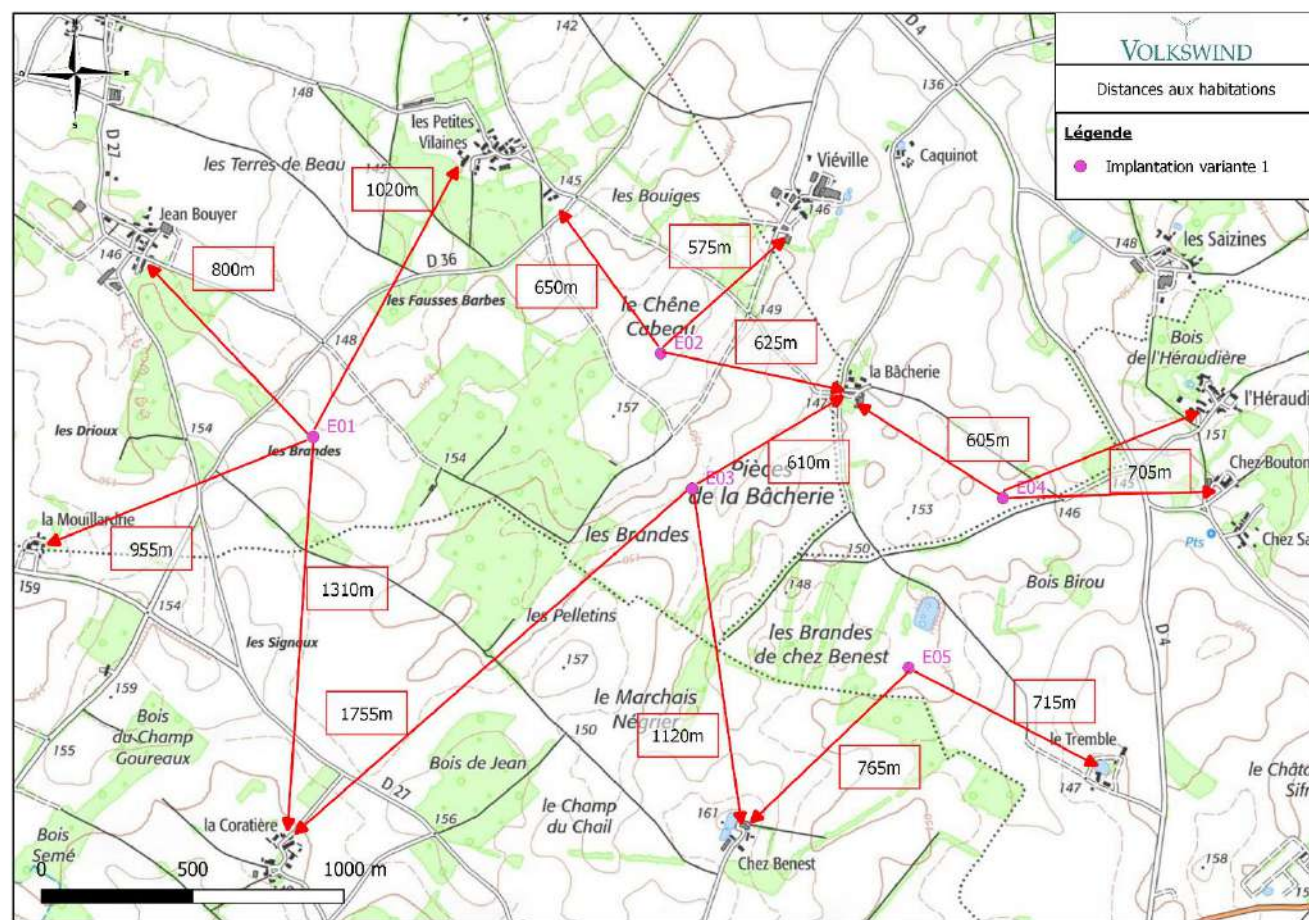 VOLKSWIND
Distances aux habitations
Légende
Implantation variante 1
142
D 4
136
148
les Petites
Vilaines
D 27
les Terres de Beau
145
1020m
145
les Bouiges
Viéville
146
Caquinot
Jean Bouyer
146
800m
D 36
575m
148
les Saizines
les Fausses Barbes
650m
le Chêne
Cabeau
149
E02
625m
148
Bois
de l'Héraudière
la Bâcherie
147
l'Héraudi
157
les Drioux
154
E01
les Brandes
605m
151
154
610m
Pièces
de la Bâcherie
E03
E04
705m
145
Chez Bouton
la Mouillardrie
955m
les Brandes
153
146
Chez Sa
Pts
150
159
1310m
148
Bois Birou
154
les Pelletins
les Signaux
les Brandes
de chez Benest
E05
D 4
157
159
Bois
du Champ
Goureaux
1755m
le Marchais
Négrier
715m
155
150
1120m
le Tremble
Bois de Jean
765m
147
le Châte
Sifr
D 27
le Champ
du Chail
161
la Coratière
156
Bois
Semé
Chez Benest
158
0
500
1000 m